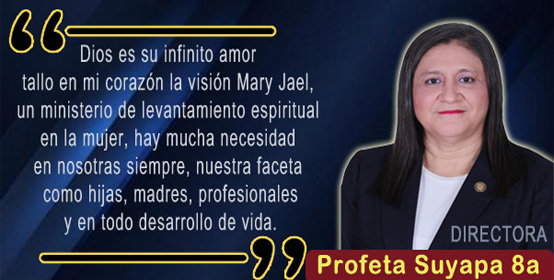 Dios es su infinito amor
tallo en mi corazón la visión Mary Jael,
un ministerio de levantamiento espiritual
en la mujer, hay mucha necesidad
en nosotras siempre, nuestra faceta
como hijas, madres, profesionales
y en todo desarrollo de vida.
DIRECTORA
Profeta Suyapa 8a